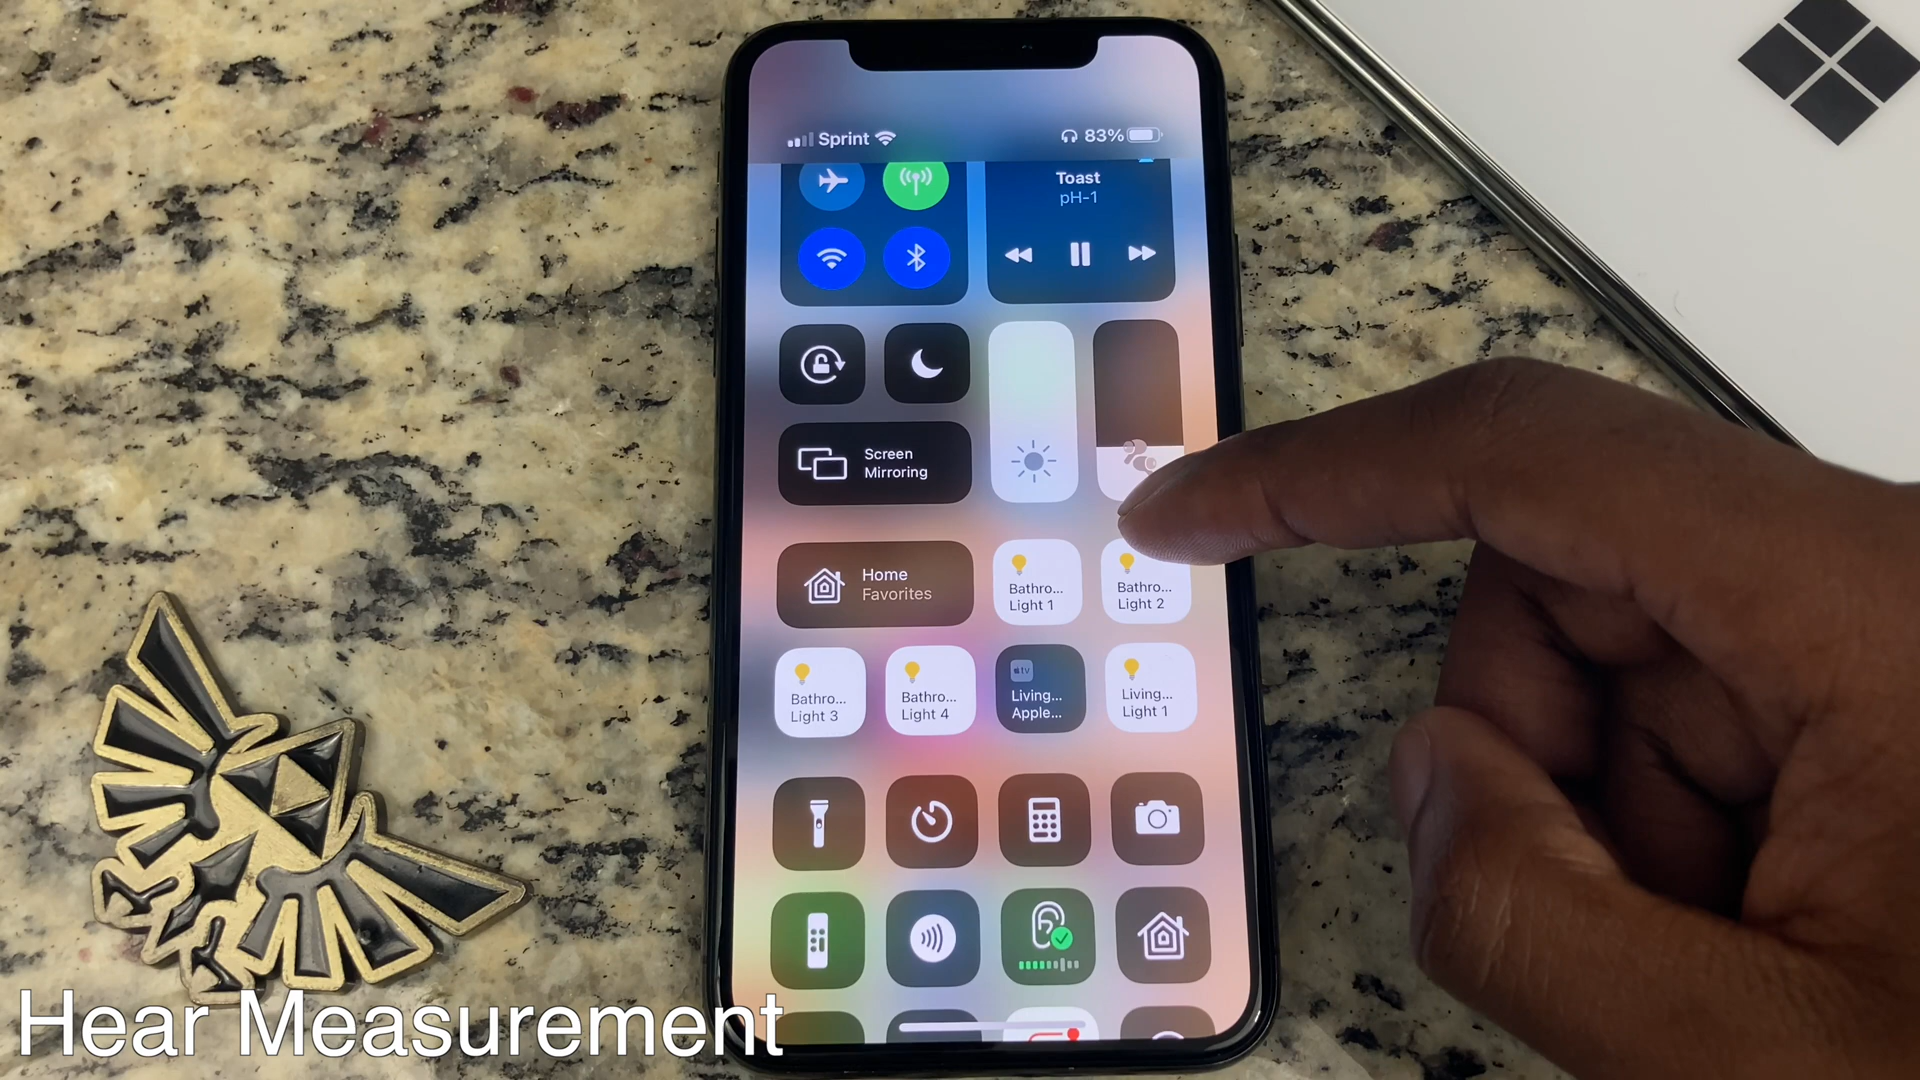 Sprint
83%
Toast
pH-1
Screen
Mirroring
Home
Favorites
Bathro...
Light 1
Bathro...
Light 2
Bathro...
Light 3
Bathro...
Light 4
tv
Living...
Apple...
Living...
Light 1
Hear Measurement